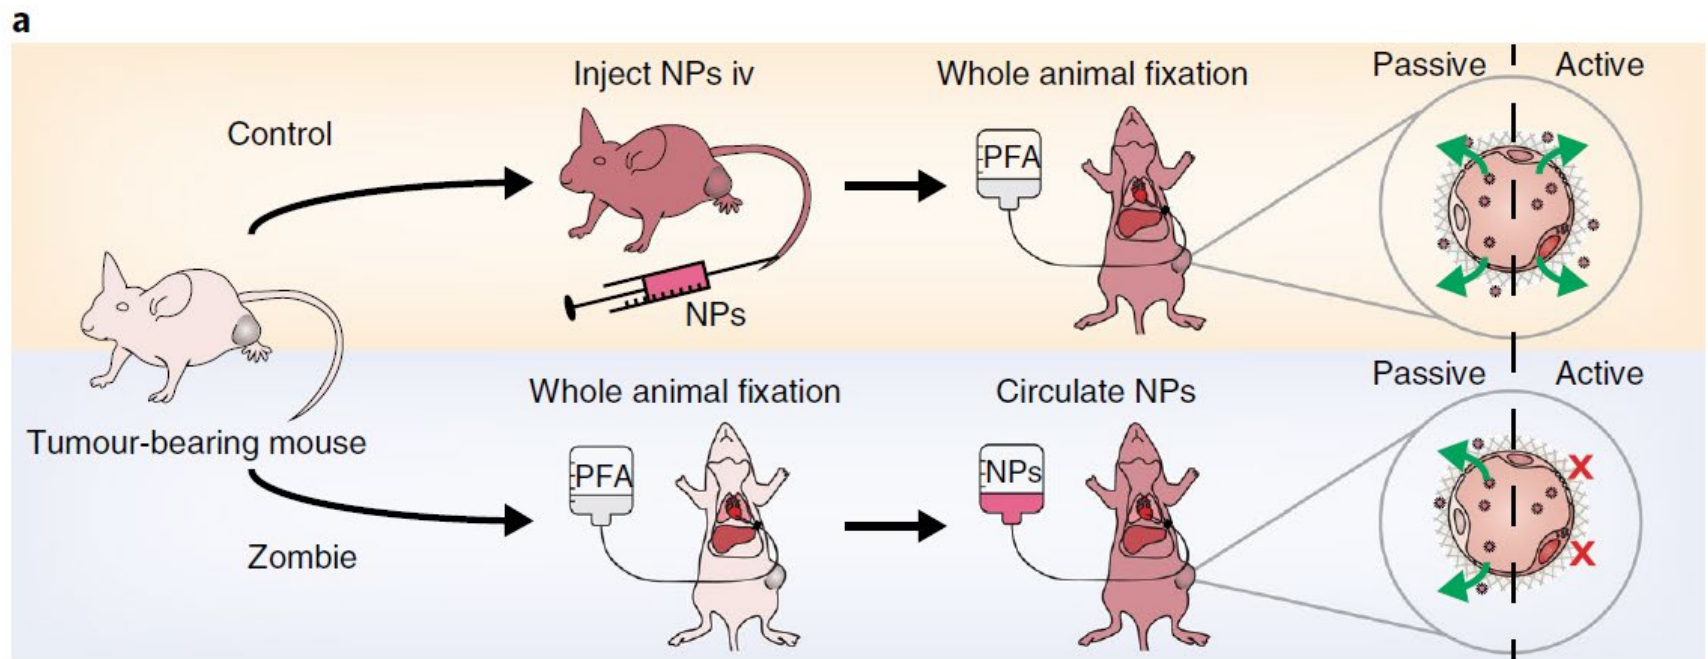 a
Control
Inject NPs iv
NPs
Whole animal fixation
PFA
Passive
Active
Tumour-bearing mouse
Zombie
Whole animal fixation
PFA
Circulate NPs
NPs
Passive
Active
X
X